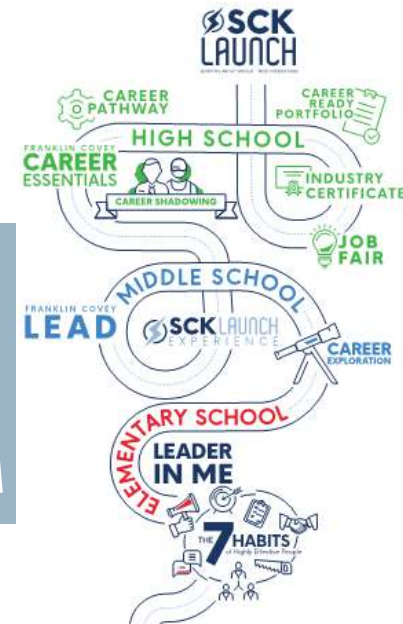 SCK
LAUNCH
CAREER
PATHWAY
CAREER
READY
PORTFOLIO
HIGH SCHOOL
FRANKLIN COVEY
CAREER
ESSENTIALS
CAREER SHADOWING
INDUSTRY
CERTIFICATE
JOB
FAIR
MIDDLE SCHOOL
FRANKLIN COVEY
LEAD
SCK LAUNCH
EXPERIENCE
CAREER
EXPLORATION
ELEMENTARY SCHOOL
LEADER
IN ME
THE 7 HABITS
of Highly Effective People